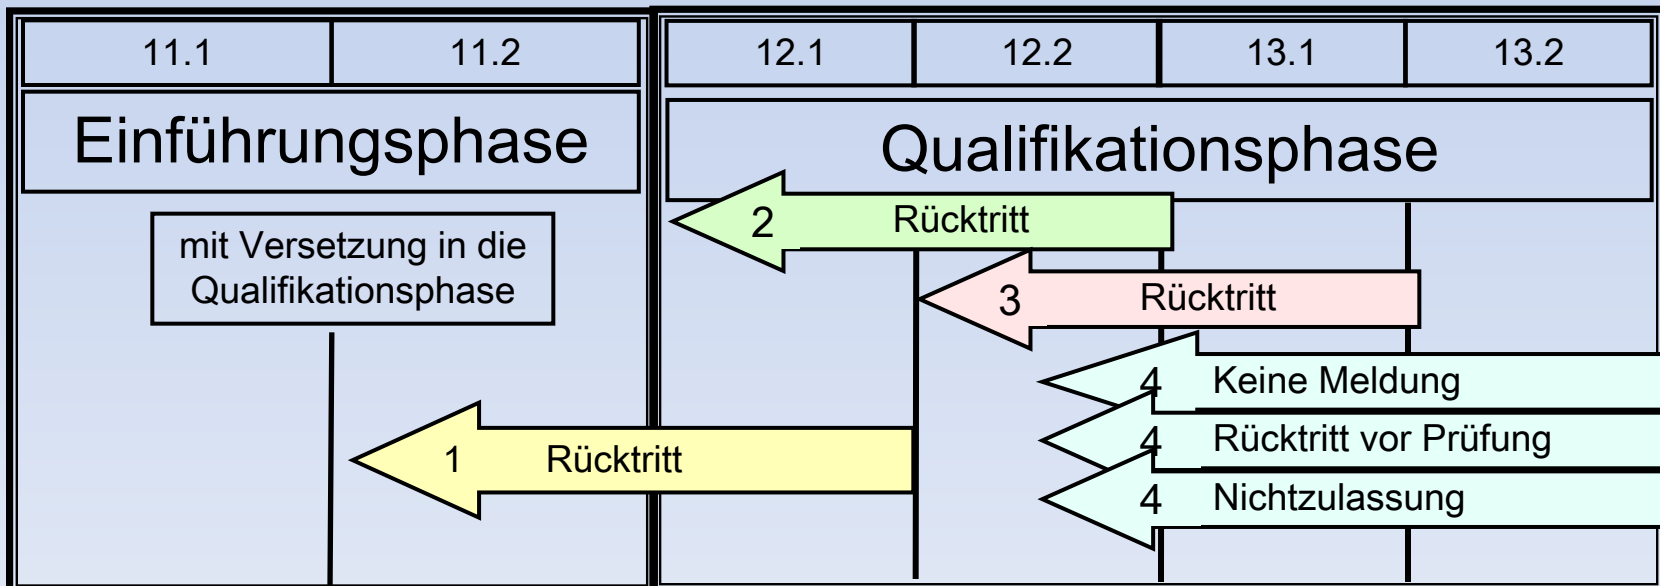 11.1
11.2
12.1
12.2
13.1
13.2
Einführungsphase
Qualifikationsphase
mit Versetzung in die
Qualifikationsphase
2 Rücktritt
3 Rücktritt
4 Keine Meldung
4 Rücktritt vor Prüfung
1 Rücktritt
4 Nichtzulassung